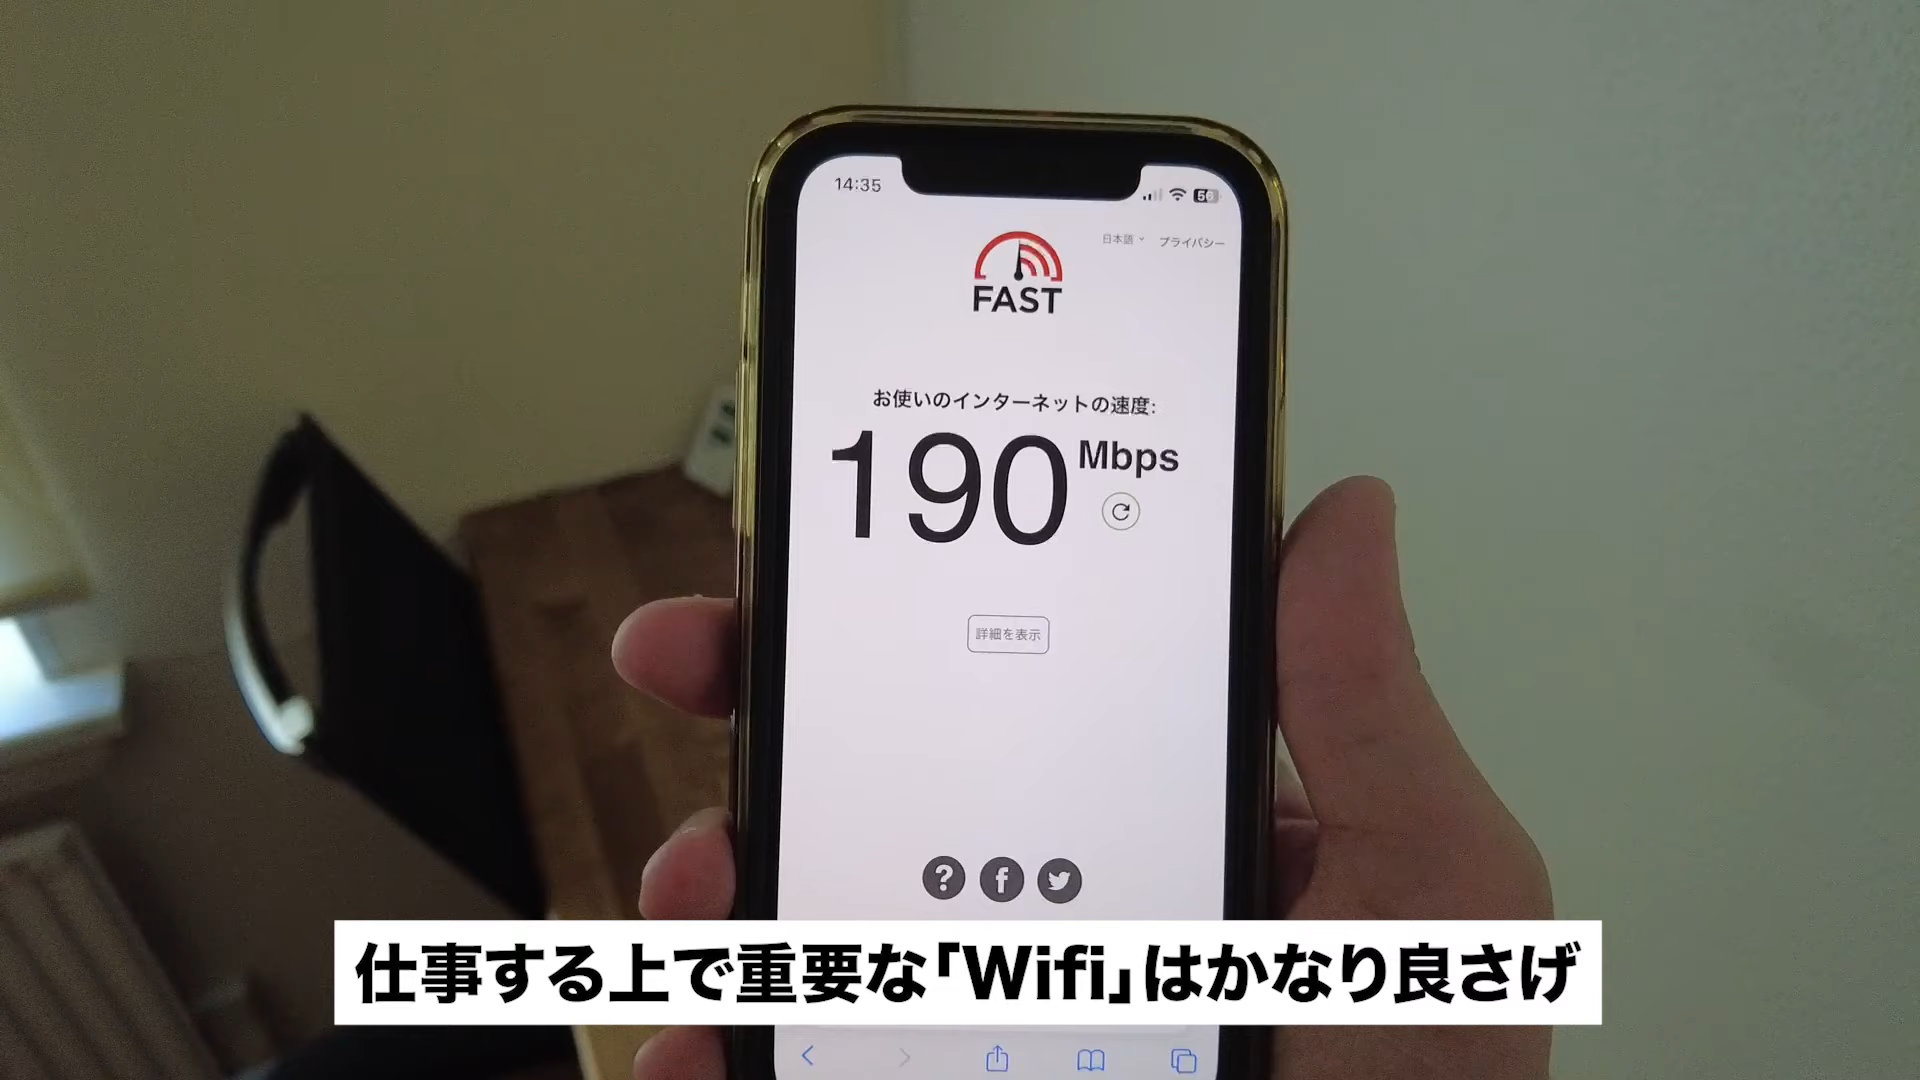 14:35
56
日本語 プライバシー
FAST
お使いのインターネットの速度:
190 Mbps
詳細を表示
?
f
仕事する上で重要な「Wifi」はかなり良さげ